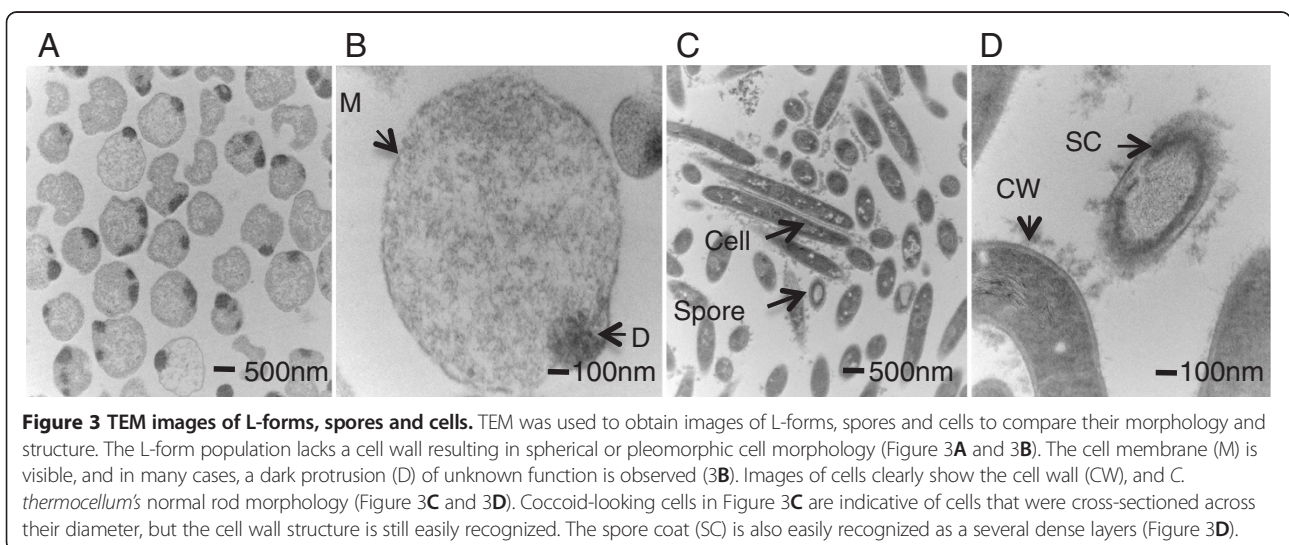 A
B
C
D
M
D
500nm
100nm
Cell
Spore
500nm
SC
CW
100nm
Figure 3 TEM images of L-forms, spores and cells. TEM was used to obtain images of L-forms, spores and cells to compare their morphology and
structure. The L-form population lacks a cell wall resulting in spherical or pleomorphic cell morphology (Figure 3A and 3B). The cell membrane (M) is
visible, and in many cases, a dark protrusion (D) of unknown function is observed (3B). Images of cells clearly show the cell wall (CW), and C.
thermocellum's normal rod morphology (Figure 3C and 3D). Coccoid-looking cells in Figure 3C are indicative of cells that were cross-sectioned across
their diameter, but the cell wall structure is still easily recognized. The spore coat (SC) is also easily recognized as a several dense layers (Figure 3D).